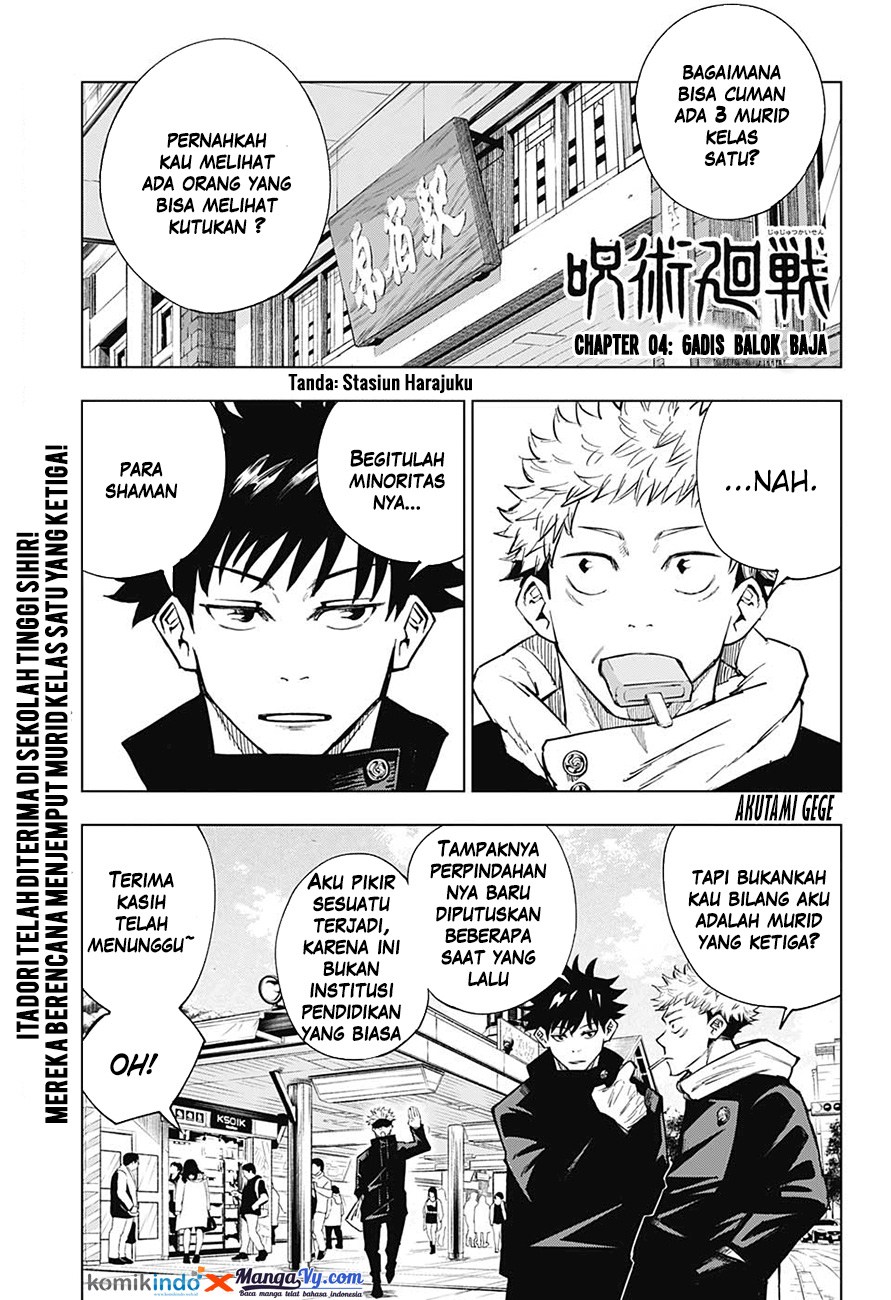 BAGAIMANA
BISA CUMAN
ADA 3 MURID
KELAS
SATU?
PERNAHKAH
KAU MELIHAT
ADA ORANG YANG
BISA MELIHAT
KUTUKAN ?
原宿駅
じゅじゅつかいせん
呪術廻戦
CHAPTER 04: GADIS BALOK BAJA
Tanda: Stasiun Harajuku
...NAH.
BEGITULAH
MINORITAS
NYA...
PARA
SHAMAN
ITADORI TELAH DITERIMA DI SEKOLAH TINGGI SIHIR!
MEREKA BERENCANA MENJEMPUT MURID KELAS SATU YANG KETIGA!
AKUTAMI GEGE
TAPI BUKANKAH
KAU BILANG AKU
ADALAH MURID
YANG KETIGA?
TAMPAKNYA
PERPINDAHAN
NYA BARU
DIPUTUSKAN
BEBERAPA
SAAT YANG
LALU
AKU PIKIR
SESUATU
TERJADI,
KARENA INI
BUKAN
INSTITUSI
PENDIDIKAN
YANG BIASA
TERIMA
KASIH
TELAH
MENUNGGU~
OH!
KSOIK
komikindo X MangaVy.com
Baca manga telat bahasa indonesia